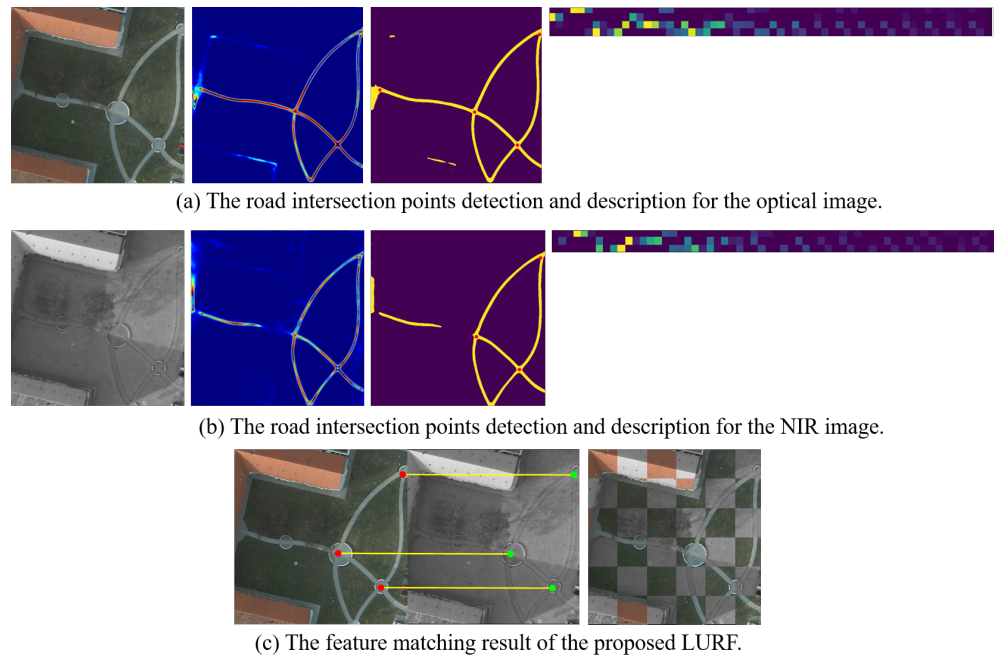 (a) The road intersection points detection and description for the optical image.
(b) The road intersection points detection and description for the NIR image.
(c) The feature matching result of the proposed LURF.